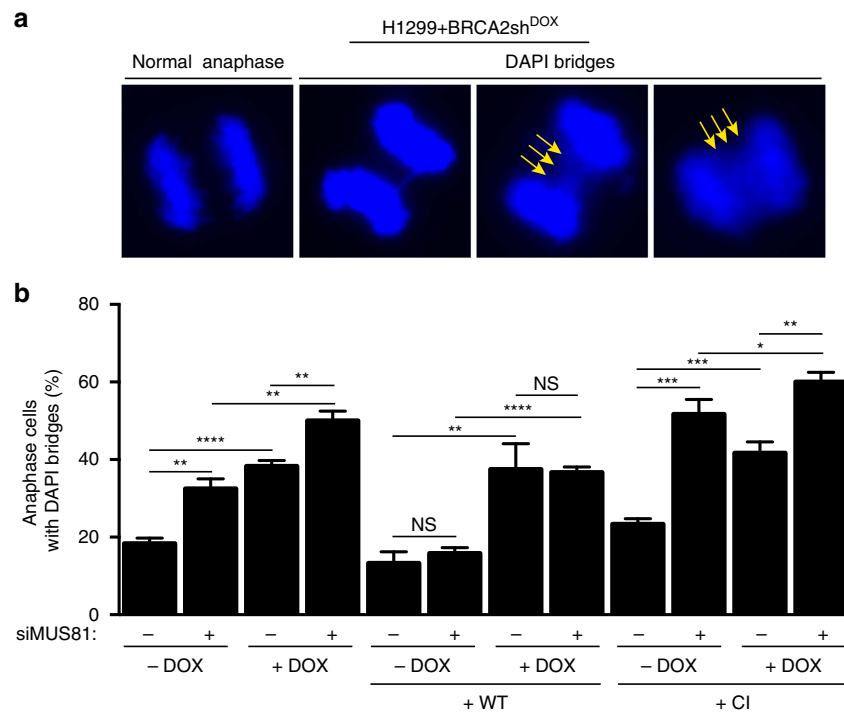 a
H1299+BRCA2sh^DOX
Normal anaphase
DAPI bridges
b
Anaphase cells
with DAPI bridges (%)
80
60
40
20
0
** **** ** **
NS ** **** NS
*** *** * **
siMUS81: – + – + – + – + – + – +
– DOX + DOX – DOX + DOX – DOX + DOX
+ WT + CI